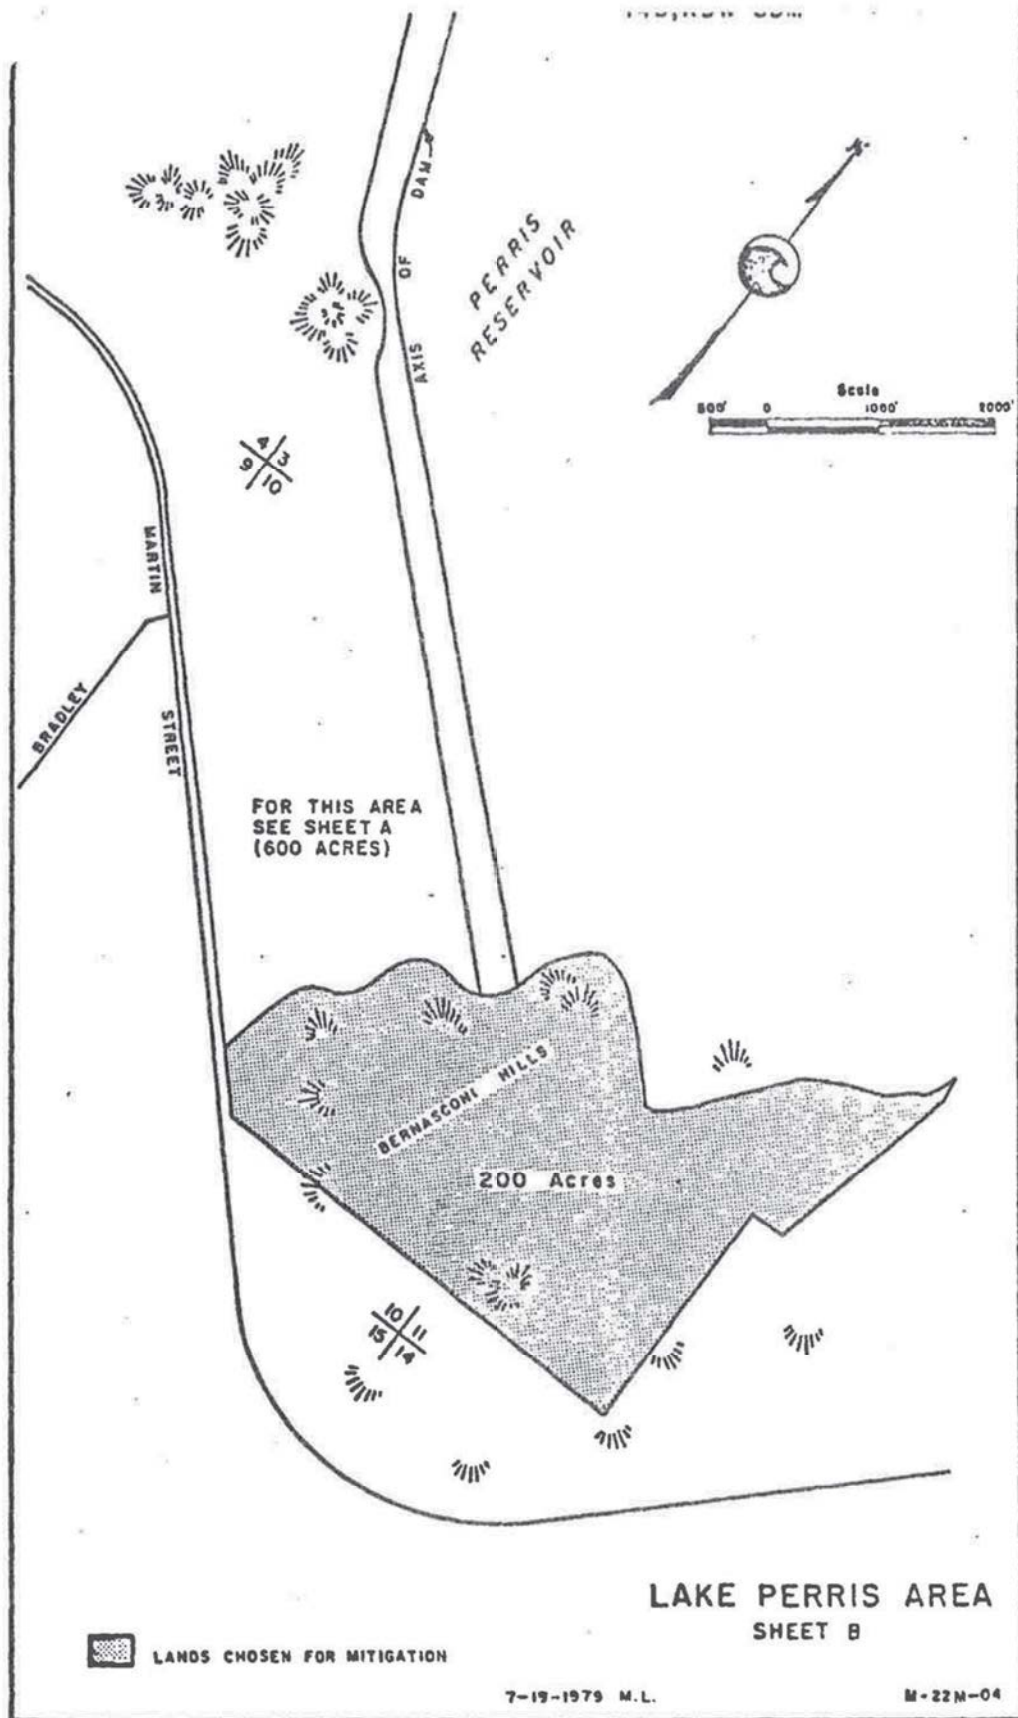 DAM
OF
AXIS
PERRIS
RESERVOIR
N
Scale
500' 0 1000' 2000'
4 3
9 10
MARTIN
STREET
BRADLEY
FOR THIS AREA
SEE SHEET A
(600 ACRES)
BERNASCONI HILLS
200 Acres
10 11
15 14
LAKE PERRIS AREA
SHEET B
LANDS CHOSEN FOR MITIGATION
7-19-1979 M.L.
M-22M-04